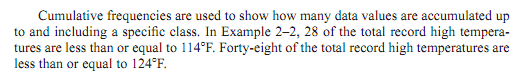 Cumulative frequencies are used to show how many data values are accumulated up
to and including a specific class. In Example 2–2, 28 of the total record high tempera-
tures are less than or equal to 114°F. Forty-eight of the total record high temperatures are
less than or equal to 124°F.